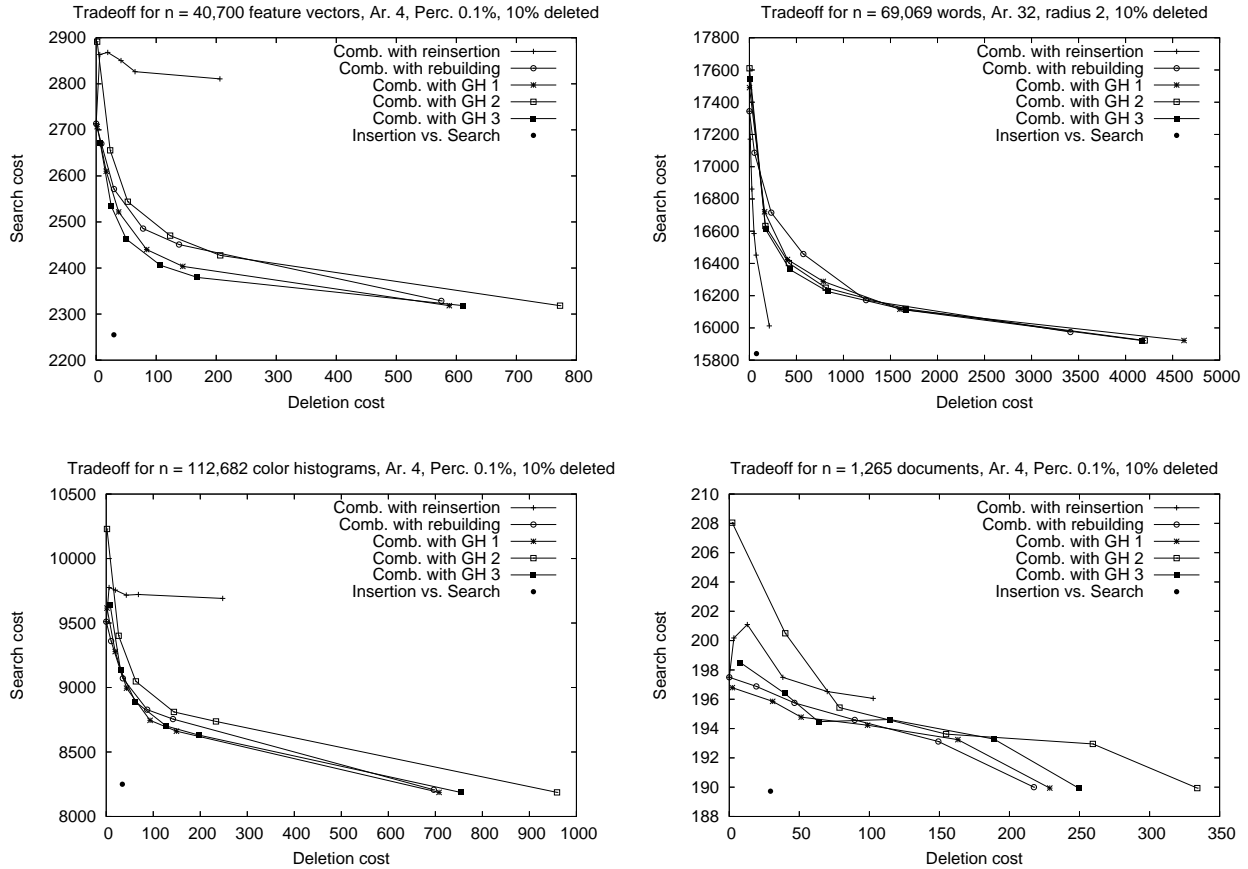 Tradeoff for n = 40,700 feature vectors, Ar. 4, Perc. 0.1%, 10% deleted
2900
2800
2700
2600
2500
2400
2300
2200
0 100 200 300 400 500 600 700 800
Search cost
Deletion cost
Comb. with reinsertion
Comb. with rebuilding
Comb. with GH 1
Comb. with GH 2
Comb. with GH 3
Insertion vs. Search
Tradeoff for n = 69,069 words, Ar. 32, radius 2, 10% deleted
17800
17600
17400
17200
17000
16800
16600
16400
16200
16000
15800
0 500 1000 1500 2000 2500 3000 3500 4000 4500 5000
Search cost
Deletion cost
Comb. with reinsertion
Comb. with rebuilding
Comb. with GH 1
Comb. with GH 2
Comb. with GH 3
Insertion vs. Search
Tradeoff for n = 112,682 color histograms, Ar. 4, Perc. 0.1%, 10% deleted
10500
10000
9500
9000
8500
8000
0 100 200 300 400 500 600 700 800 900 1000
Search cost
Deletion cost
Comb. with reinsertion
Comb. with rebuilding
Comb. with GH 1
Comb. with GH 2
Comb. with GH 3
Insertion vs. Search
Tradeoff for n = 1,265 documents, Ar. 4, Perc. 0.1%, 10% deleted
210
208
206
204
202
200
198
196
194
192
190
188
0 50 100 150 200 250 300 350
Search cost
Deletion cost
Comb. with reinsertion
Comb. with rebuilding
Comb. with GH 1
Comb. with GH 2
Comb. with GH 3
Insertion vs. Search